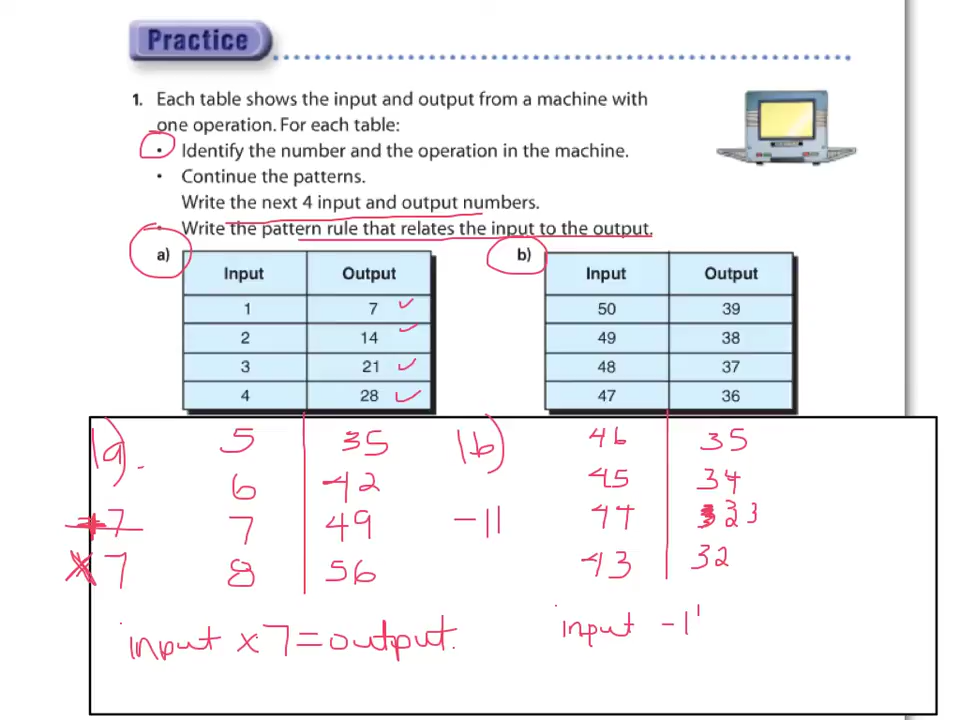 Practice
1. Each table shows the input and output from a machine with
one operation. For each table:
• Identify the number and the operation in the machine.
• Continue the patterns.
Write the next 4 input and output numbers.
• Write the pattern rule that relates the input to the output.
a)
Input Output
1 7 ✓
2 14 ✓
3 21 ✓
4 28 ✓
b)
Input Output
50 39
49 38
48 37
47 36
1a).
5 35
6 42
+7 7 49
×7 8 56
input x 7 = output.
1b)
46 35
45 34
-11 44 33
43 32
input -11